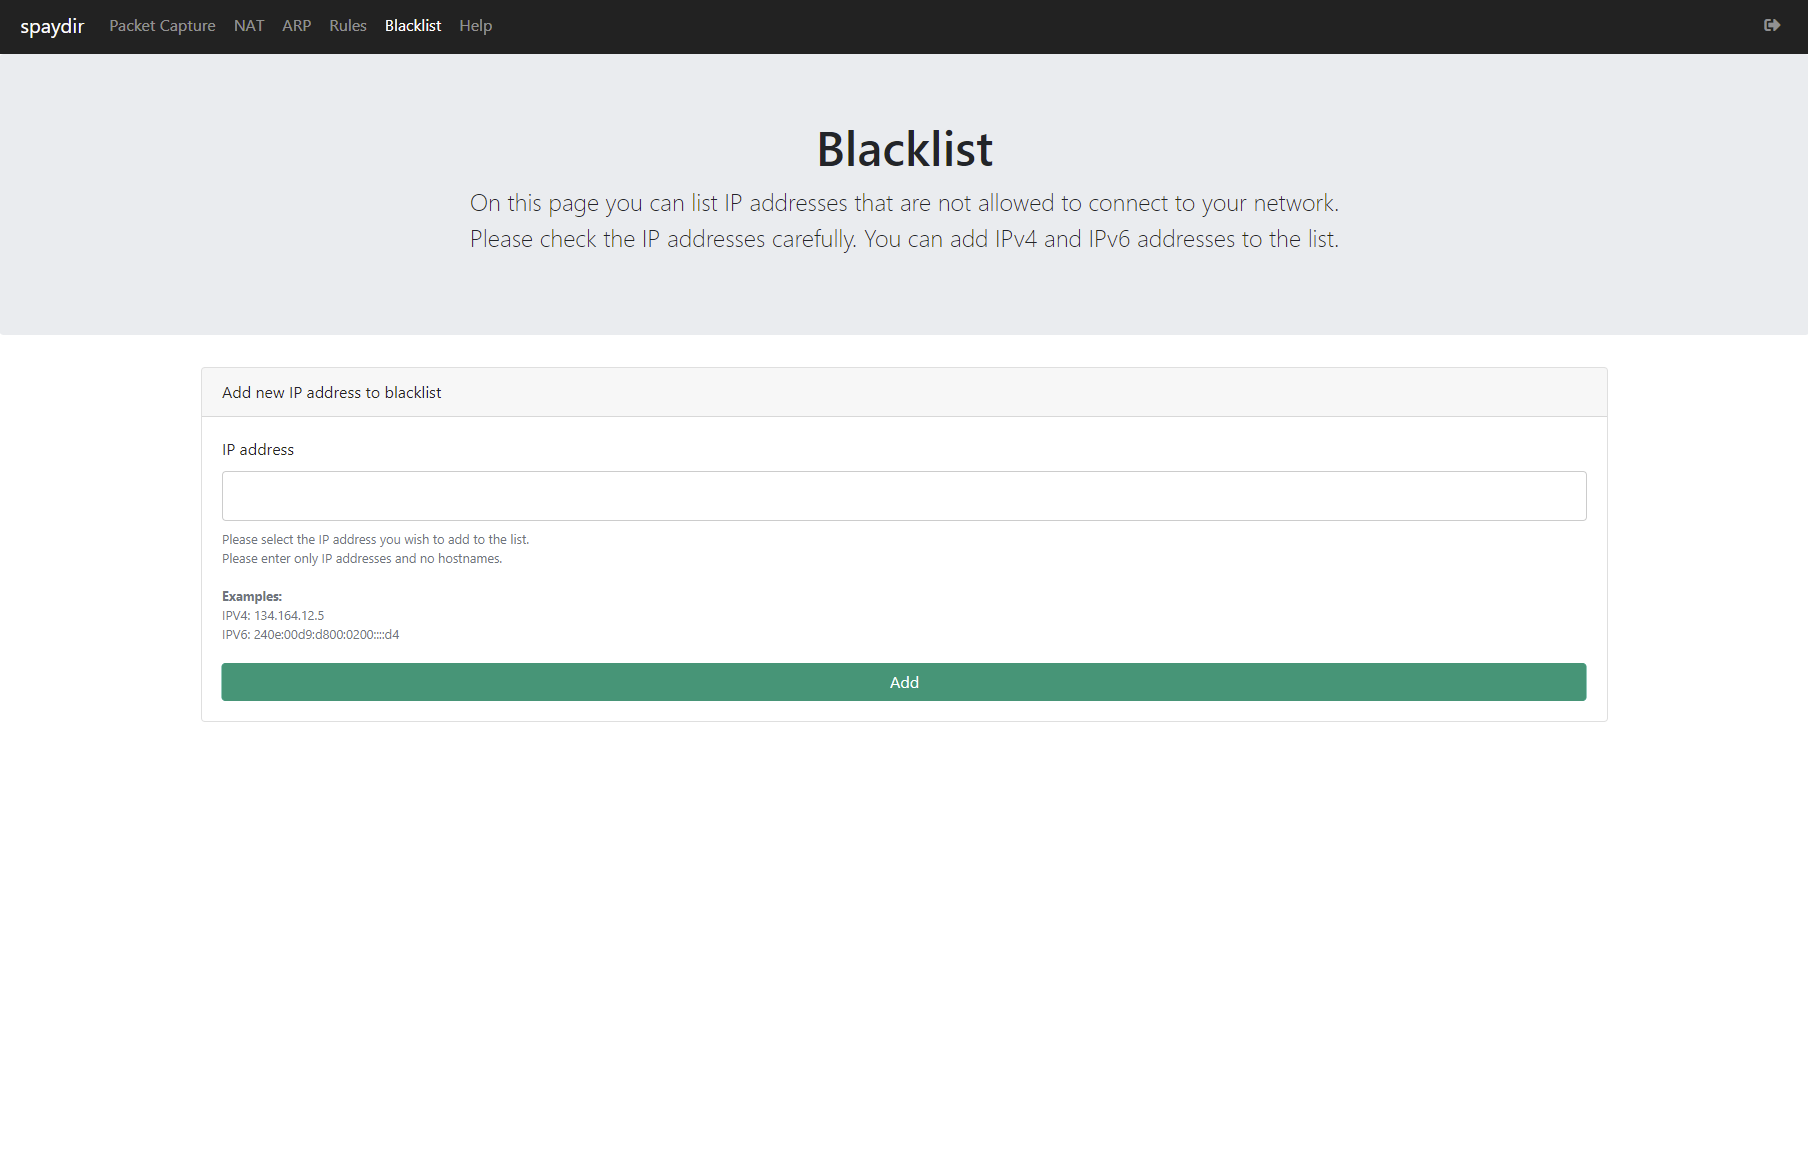 spaydir Packet Capture NAT ARP Rules Blacklist Help
Blacklist
On this page you can list IP addresses that are not allowed to connect to your network.
Please check the IP addresses carefully. You can add IPv4 and IPv6 addresses to the list.
Add new IP address to blacklist
IP address
Please select the IP address you wish to add to the list.
Please enter only IP addresses and no hostnames.
Examples:
IPV4: 134.164.12.5
IPV6: 240e:00d9:d800:0200::::d4
Add